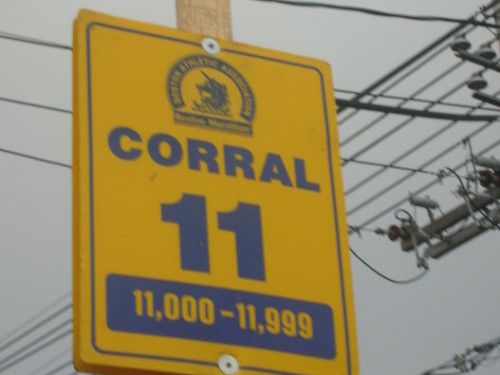 BOSTON ATHLETIC ASSOCIATION
Boston Marathon
CORRAL
11
11,000-11,999